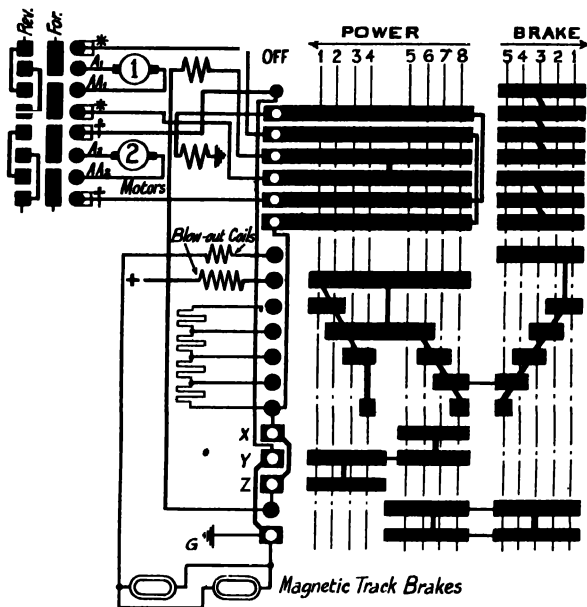 Rev.
For.
POWER
BRAKE
OFF
1 2 3 4 5 6 7 8
5 4 3 2 1
*
A1
1
AA1
*
†
A2
2
AA2
†
Motors
Blow-out Coils
+
X
Y
Z
G
Magnetic Track Brakes